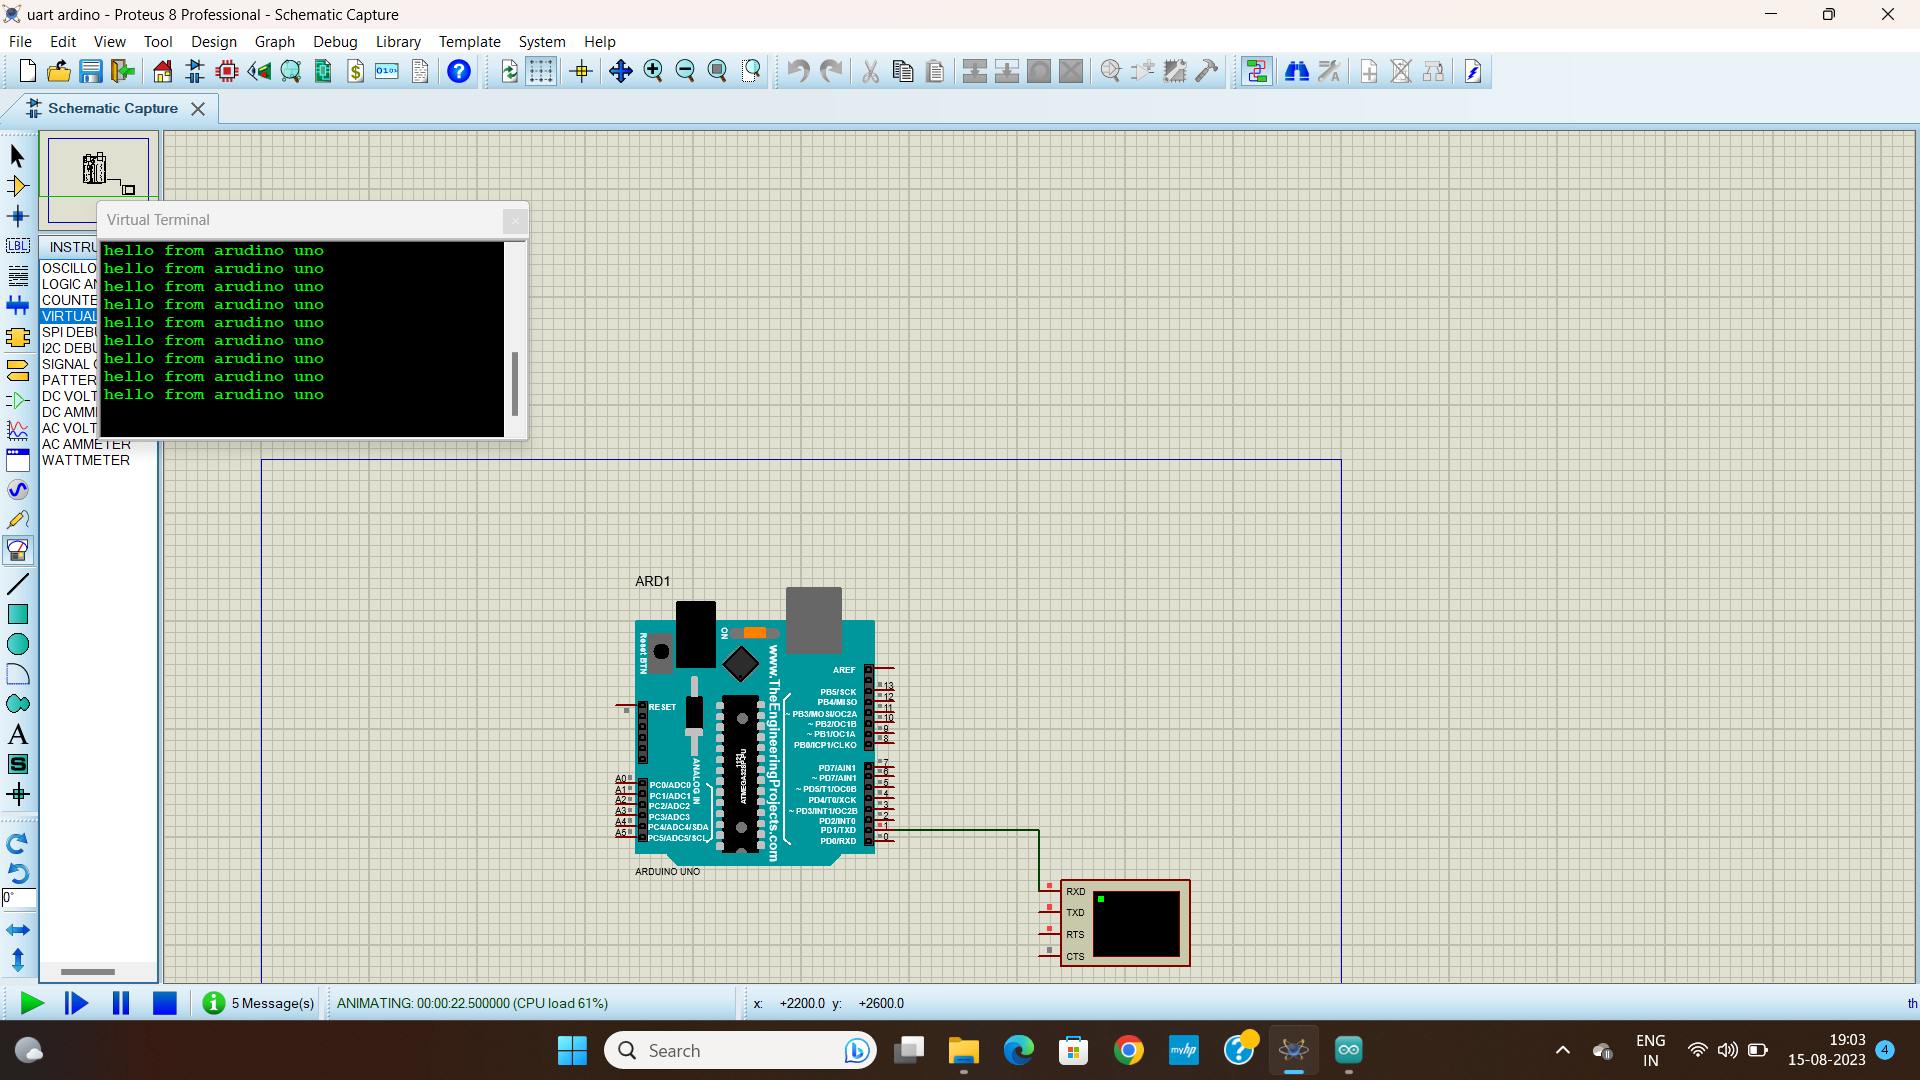 uart ardino - Proteus 8 Professional - Schematic Capture
File Edit View Tool Design Graph Debug Library Template System Help
Schematic Capture
Virtual Terminal
hello from arudino uno
hello from arudino uno
hello from arudino uno
hello from arudino uno
hello from arudino uno
hello from arudino uno
hello from arudino uno
hello from arudino uno
hello from arudino uno
INSTRU
OSCILLO
LOGIC AN
COUNTE
VIRTUAL
SPI DEBU
I2C DEBU
SIGNAL G
PATTER
DC VOLT
DC AMM
AC VOLT
AC AMMETER
WATTMETER
LBL
A
S
0°
ARD1
Reset BTN
ON
www.TheEngineeringProjects.com
ANALOG IN
RESET
AREF
PB5/SCK 13
PB4/MISO 12
~ PB3/MOSI/OC2A 11
~ PB2/OC1B 10
~ PB1/OC1A 9
PB0/ICP1/CLKO 8
PD7/AIN1 7
~ PD7/AIN1 6
~ PD5/T1/OC0B 5
PD4/T0/XCK 4
~ PD3/INT1/OC2B 3
PD2/INT0 2
PD1/TXD 1
PD0/RXD 0
A0 PC0/ADC0
A1 PC1/ADC1
A2 PC2/ADC2
A3 PC3/ADC3
A4 PC4/ADC4/SDA
A5 PC5/ADC5/SCL
ARDUINO UNO
RXD
TXD
RTS
CTS
5 Message(s)
ANIMATING: 00:00:22.500000 (CPU load 61%)
x: +2200.0 y: +2600.0
th
Search
myhp
ENG
IN
19:03
15-08-2023
4